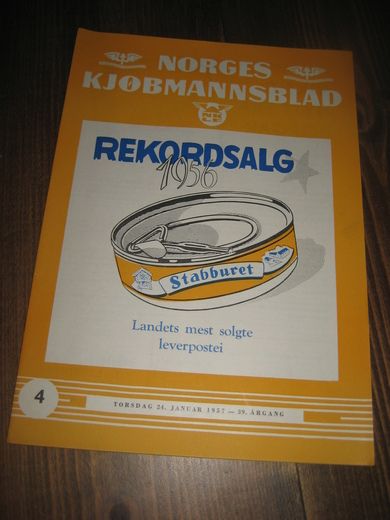 NORGES
KJØBMANNSBLAD
REKORDSALG
1956
Stabburet
Landets mest solgte
leverpostei
4
TORSDAG 24. JANUAR 1957 — 39. ÅRGANG